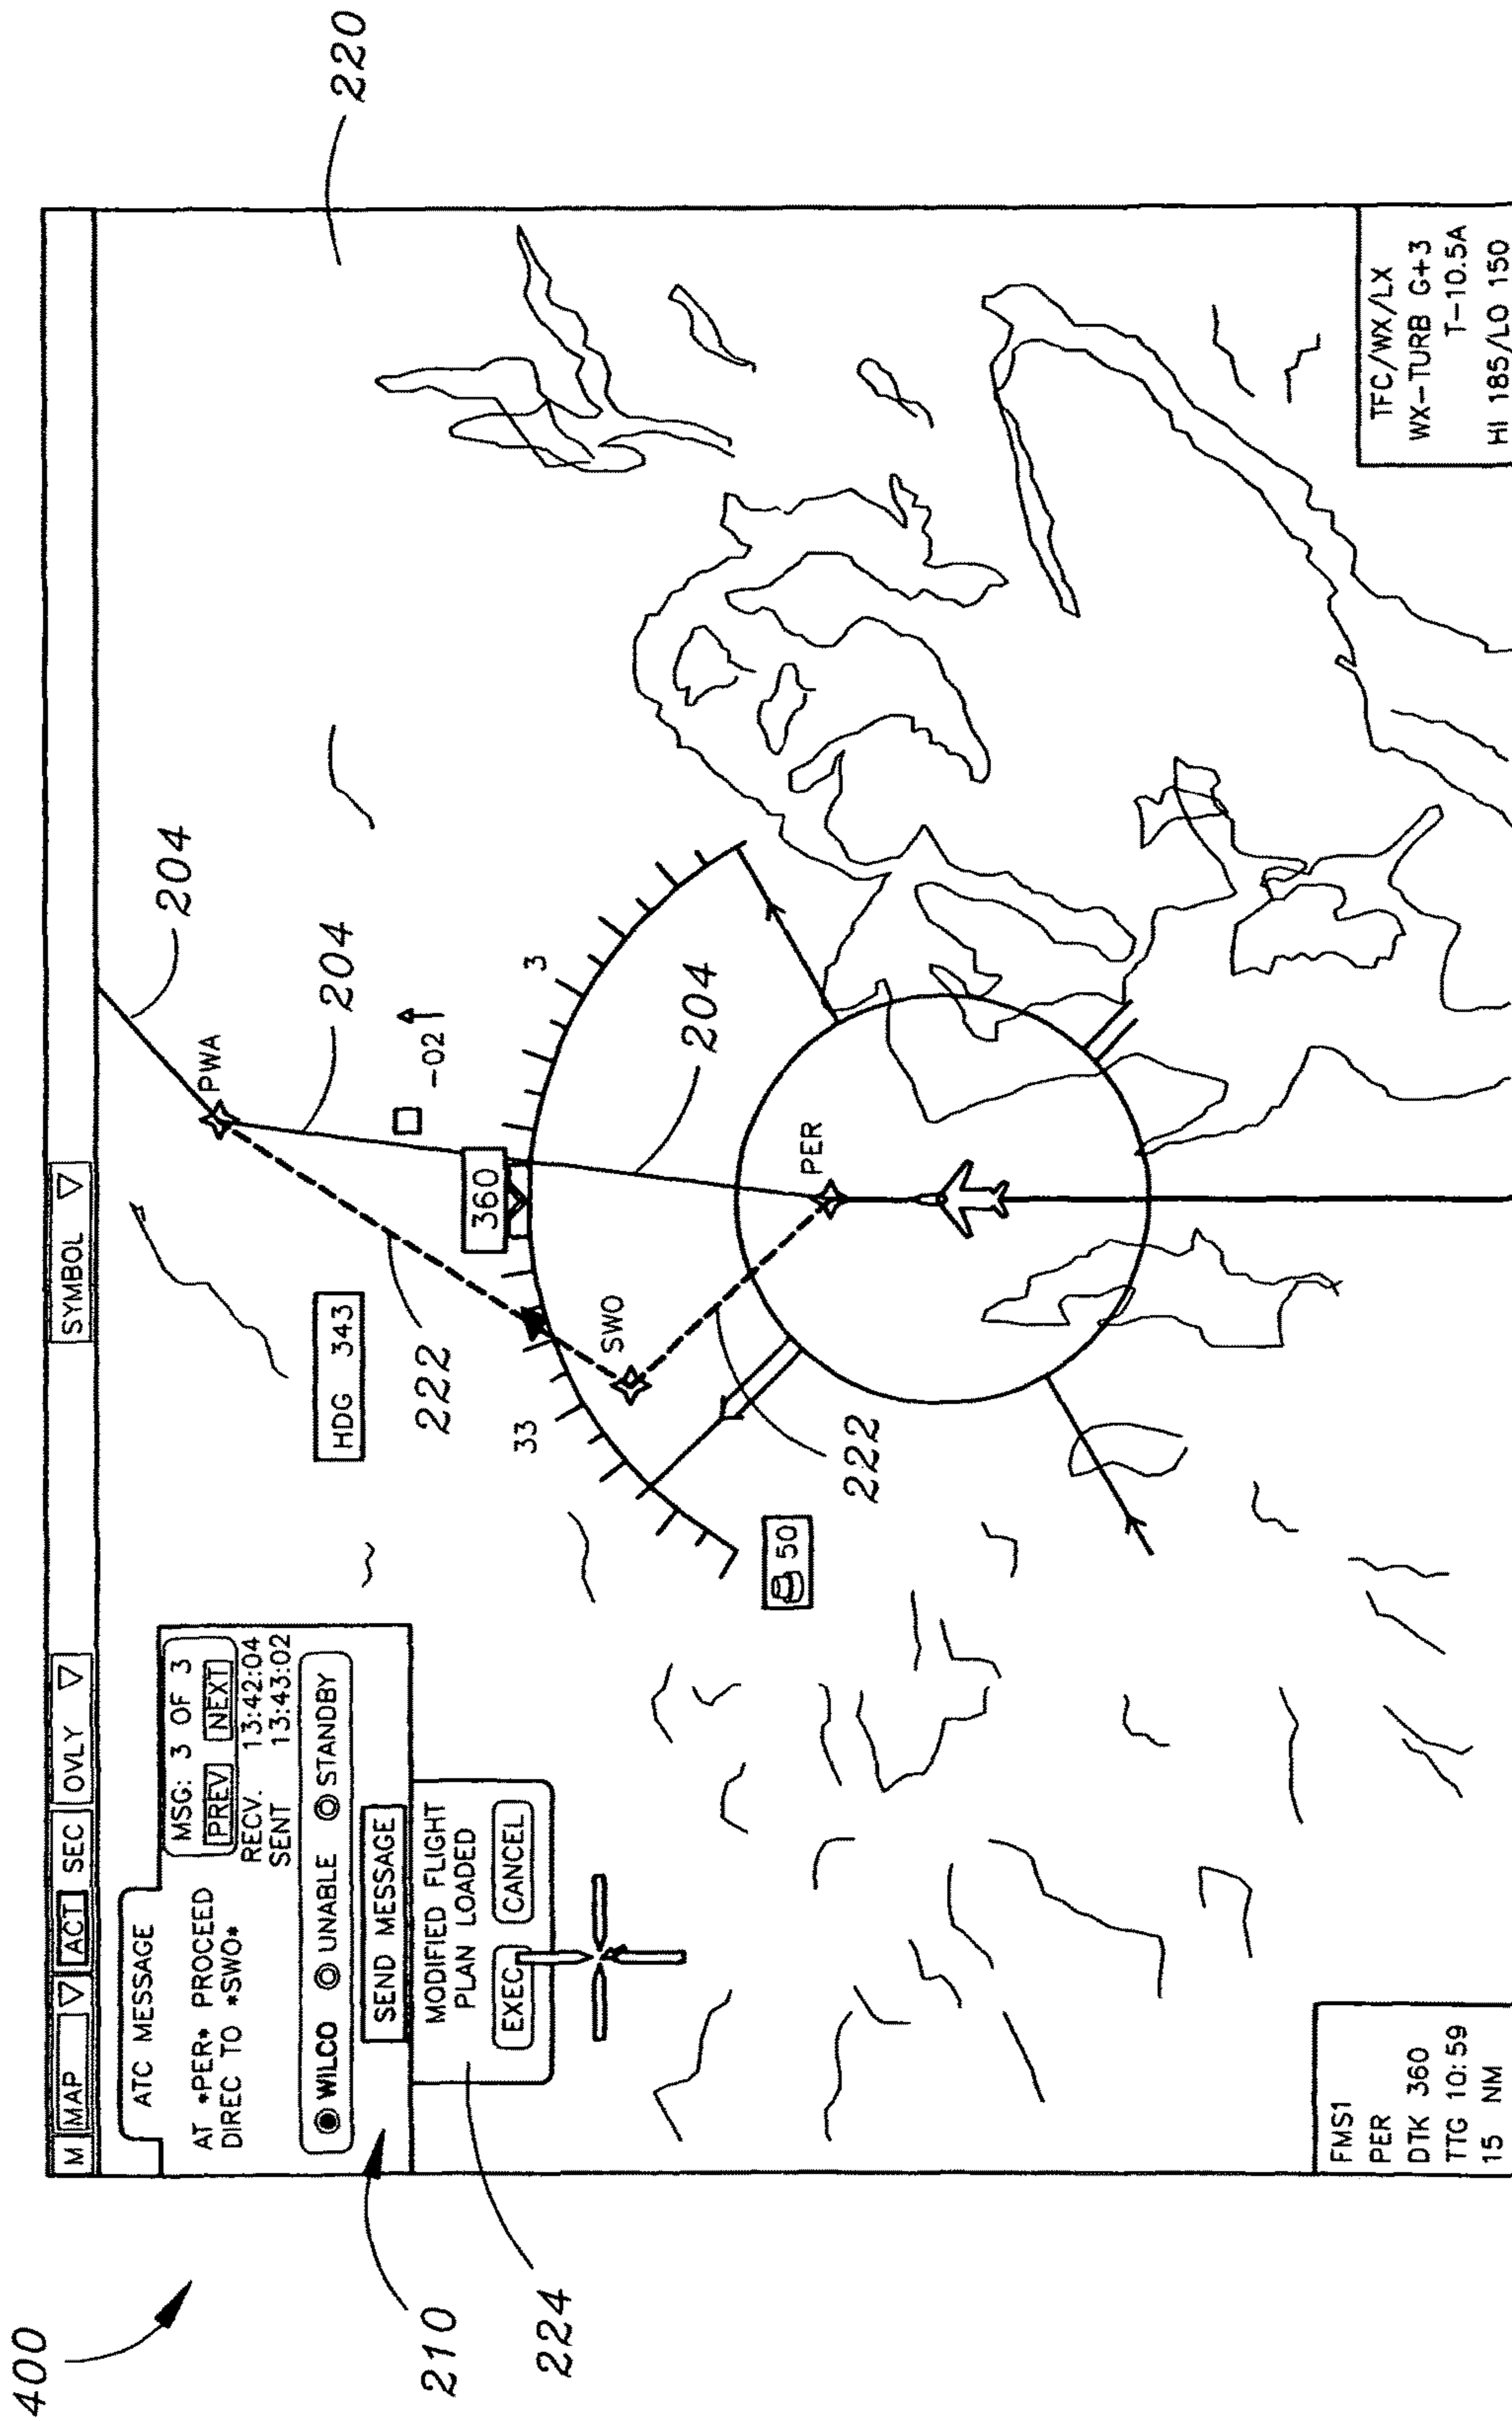 400
M MAP ▽ ACT SEC OVLY ▽ SYMBOL ▽
ATC MESSAGE
AT *PER* PROCEED
DIREC TO *SWO*
MSG: 3 OF 3
PREV NEXT
RECV. 13:42:04
SENT 13:43:02
WILCO UNABLE STANDBY
SEND MESSAGE
MODIFIED FLIGHT
PLAN LOADED
EXEC CANCEL
210
224
HDG 343
222
PWA
204
204
220
-02
360
33
3
SWO
204
50
222
PER
FMS1
PER
DTK 360
TTG 10:59
15 NM
TFC/WX/LX
WX-TURB G+3
T-10.5A
HI 185/LO 150